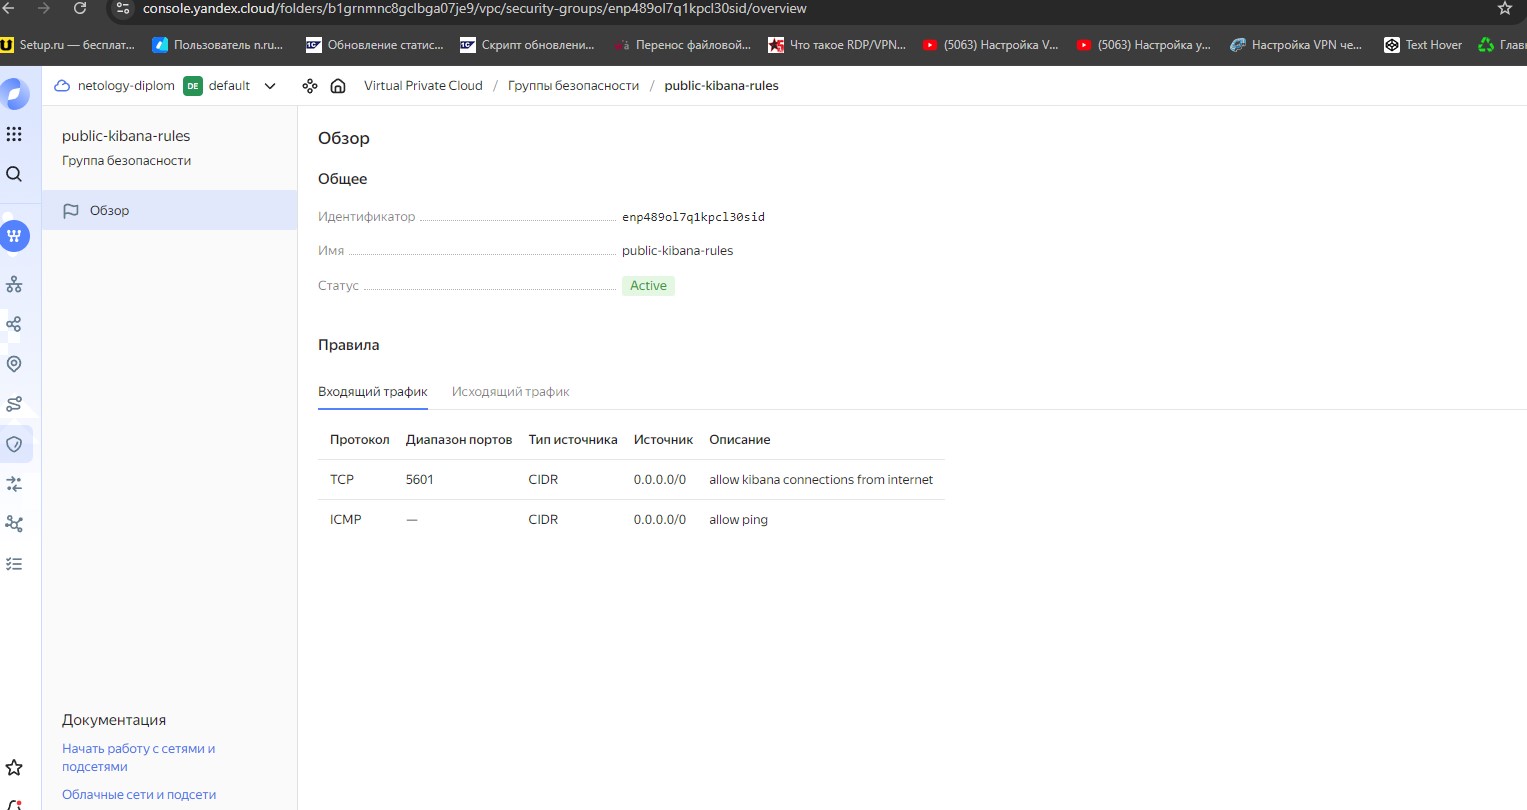 console.yandex.cloud/folders/b1grnmnc8gclbga07je9/vpc/security-groups/enp489ol7q1kpcl30sid/overview
Setup.ru — бесплат... Пользователь n.ru... Обновление статис... Скрипт обновлени... Перенос файловой... Что такое RDP/VPN... (5063) Настройка V... (5063) Настройка у... Настройка VPN че... Text Hover Главн
netology-diplom DE default Virtual Private Cloud / Группы безопасности / public-kibana-rules
public-kibana-rules
Группа безопасности
Обзор
Обзор
Общее
Идентификатор enp489ol7q1kpcl30sid
Имя public-kibana-rules
Статус Active
Правила
Входящий трафик Исходящий трафик
Протокол Диапазон портов Тип источника Источник Описание
TCP 5601 CIDR 0.0.0.0/0 allow kibana connections from internet
ICMP — CIDR 0.0.0.0/0 allow ping
Документация
Начать работу с сетями и
подсетями
Облачные сети и подсети